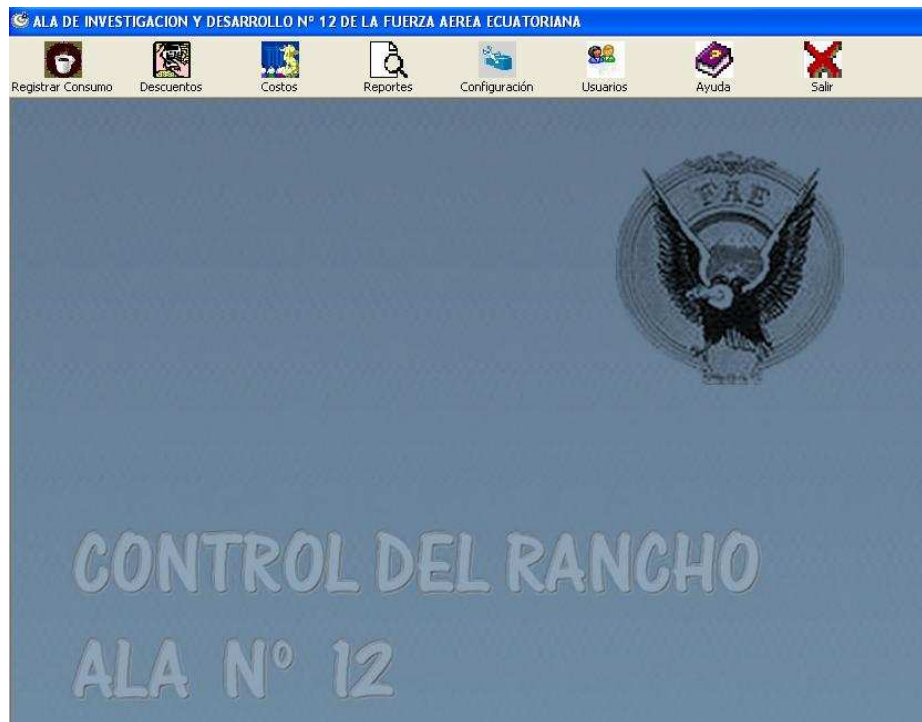 ALA DE INVESTIGACION Y DESARROLLO Nº 12 DE LA FUERZA AEREA ECUATORIANA
Registrar Consumo Descuentos Costos Reportes Configuración Usuarios Ayuda Salir
FAE
CONTROL DEL RANCHO
ALA Nº 12